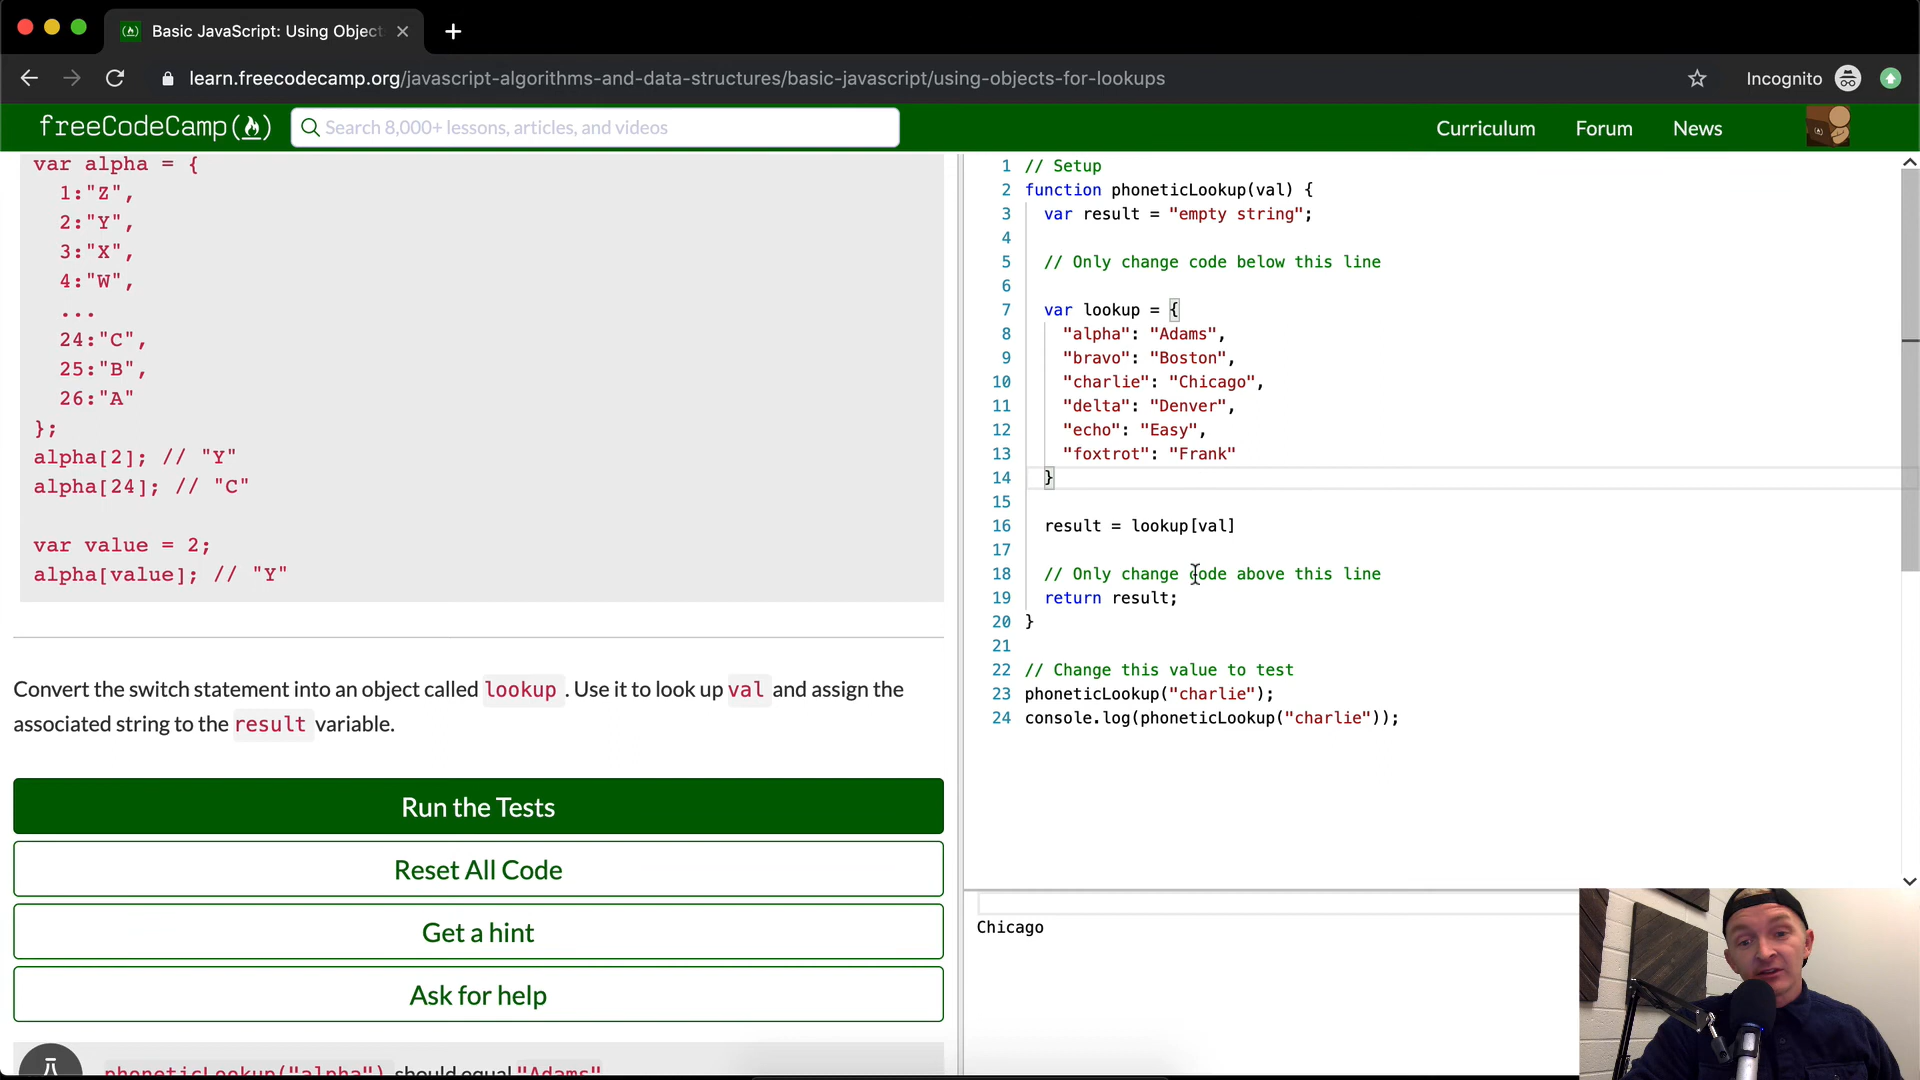 Basic JavaScript: Using Object
learn.freecodecamp.org/javascript-algorithms-and-data-structures/basic-javascript/using-objects-for-lookups
Incognito
freeCodeCamp
Search 8,000+ lessons, articles, and videos
Curriculum
Forum
News
var alpha = {
1:"Z",
2:"Y",
3:"X",
4:"W",
...
24:"C",
25:"B",
26:"A"
};
alpha[2]; // "Y"
alpha[24]; // "C"
var value = 2;
alpha[value]; // "Y"
Convert the switch statement into an object called lookup . Use it to look up val and assign the
associated string to the result variable.
Run the Tests
Reset All Code
Get a hint
Ask for help
phoneticLookup("alpha") should equal "Adams"
1 // Setup
2 function phoneticLookup(val) {
3 var result = "empty string";
4
5 // Only change code below this line
6
7 var lookup = {
8 "alpha": "Adams",
9 "bravo": "Boston",
10 "charlie": "Chicago",
11 "delta": "Denver",
12 "echo": "Easy",
13 "foxtrot": "Frank"
14 }
15
16 result = lookup[val]
17
18 // Only change code above this line
19 return result;
20 }
21
22 // Change this value to test
23 phoneticLookup("charlie");
24 console.log(phoneticLookup("charlie"));
Chicago